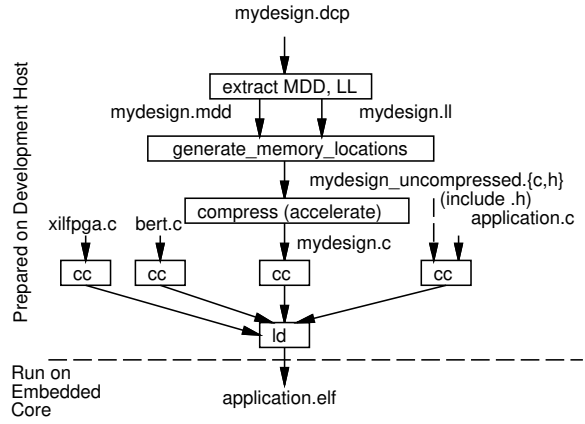 mydesign.dcp
extract MDD, LL
mydesign.mdd
mydesign.ll
generate_memory_locations
mydesign_uncompressed.{c,h}
(include .h)
compress (accelerate)
application.c
xilfpga.c
bert.c
mydesign.c
cc
cc
cc
cc
ld
Prepared on Development Host
Run on
Embedded
Core
application.elf